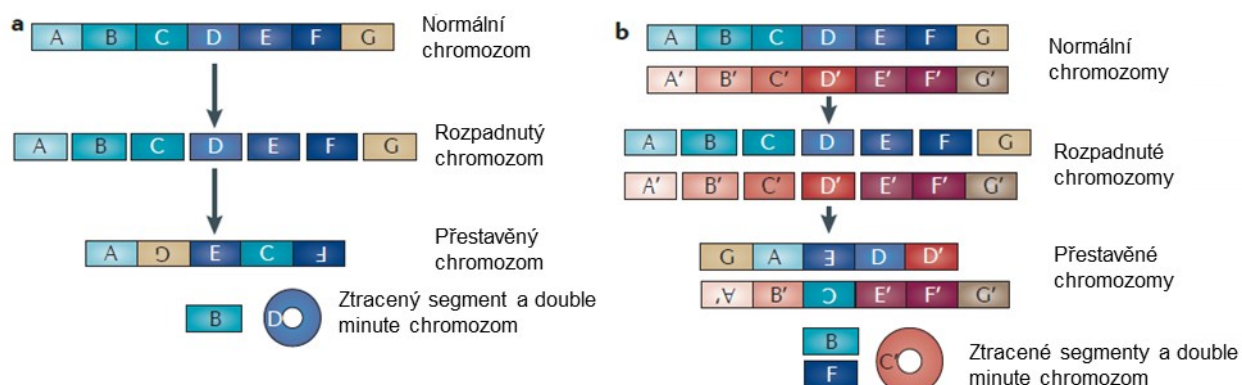 a
A B C D E F G
Normální
chromozom
A B C D E F G
Rozpadnutý
chromozom
A G E C F
Přestavěný
chromozom
B D
Ztracený segment a double
minute chromozom
b
A B C D E F G
A' B' C' D' E' F' G'
Normální
chromozomy
A B C D E F G
A' B' C' D' E' F' G'
Rozpadnuté
chromozomy
G A E D D'
A' B' C E' F' G'
Přestavěné
chromozomy
B
F
C'
Ztracené segmenty a double
minute chromozom